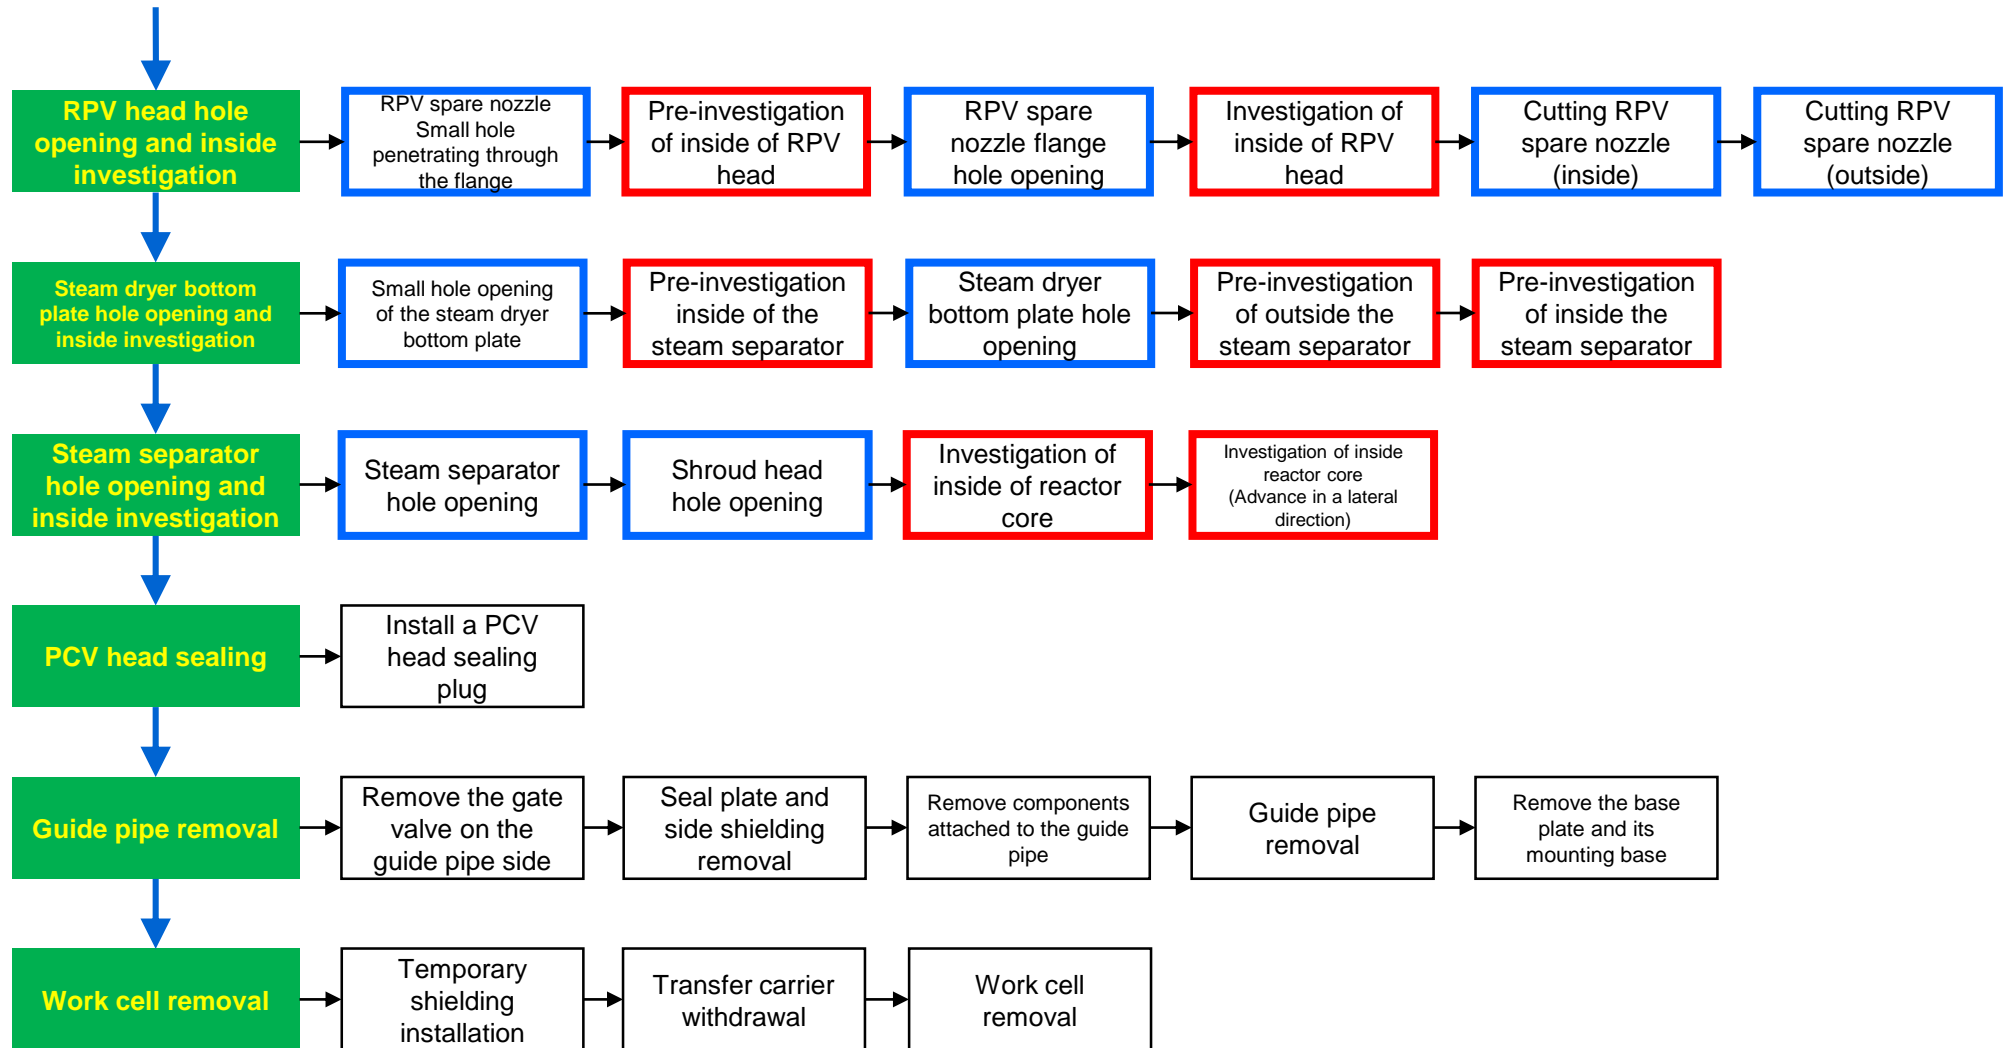 RPV head hole
opening and inside
investigation
RPV spare nozzle
Small hole
penetrating through
the flange
Pre-investigation
of inside of RPV
head
RPV spare
nozzle flange
hole opening
Investigation of
inside of RPV
head
Cutting RPV
spare nozzle
(inside)
Cutting RPV
spare nozzle
(outside)
Steam dryer bottom
plate hole opening and
inside investigation
Small hole opening
of the steam dryer
bottom plate
Pre-investigation
inside of the
steam separator
Steam dryer
bottom plate hole
opening
Pre-investigation
of outside the
steam separator
Pre-investigation
of inside the
steam separator
Steam separator
hole opening and
inside investigation
Steam separator
hole opening
Shroud head
hole opening
Investigation of
inside of reactor
core
Investigation of inside
reactor core
(Advance in a lateral
direction)
PCV head sealing
Install a PCV
head sealing
plug
Guide pipe removal
Remove the gate
valve on the
guide pipe side
Seal plate and
side shielding
removal
Remove components
attached to the guide
pipe
Guide pipe
removal
Remove the base
plate and its
mounting base
Work cell removal
Temporary
shielding
installation
Transfer carrier
withdrawal
Work cell
removal